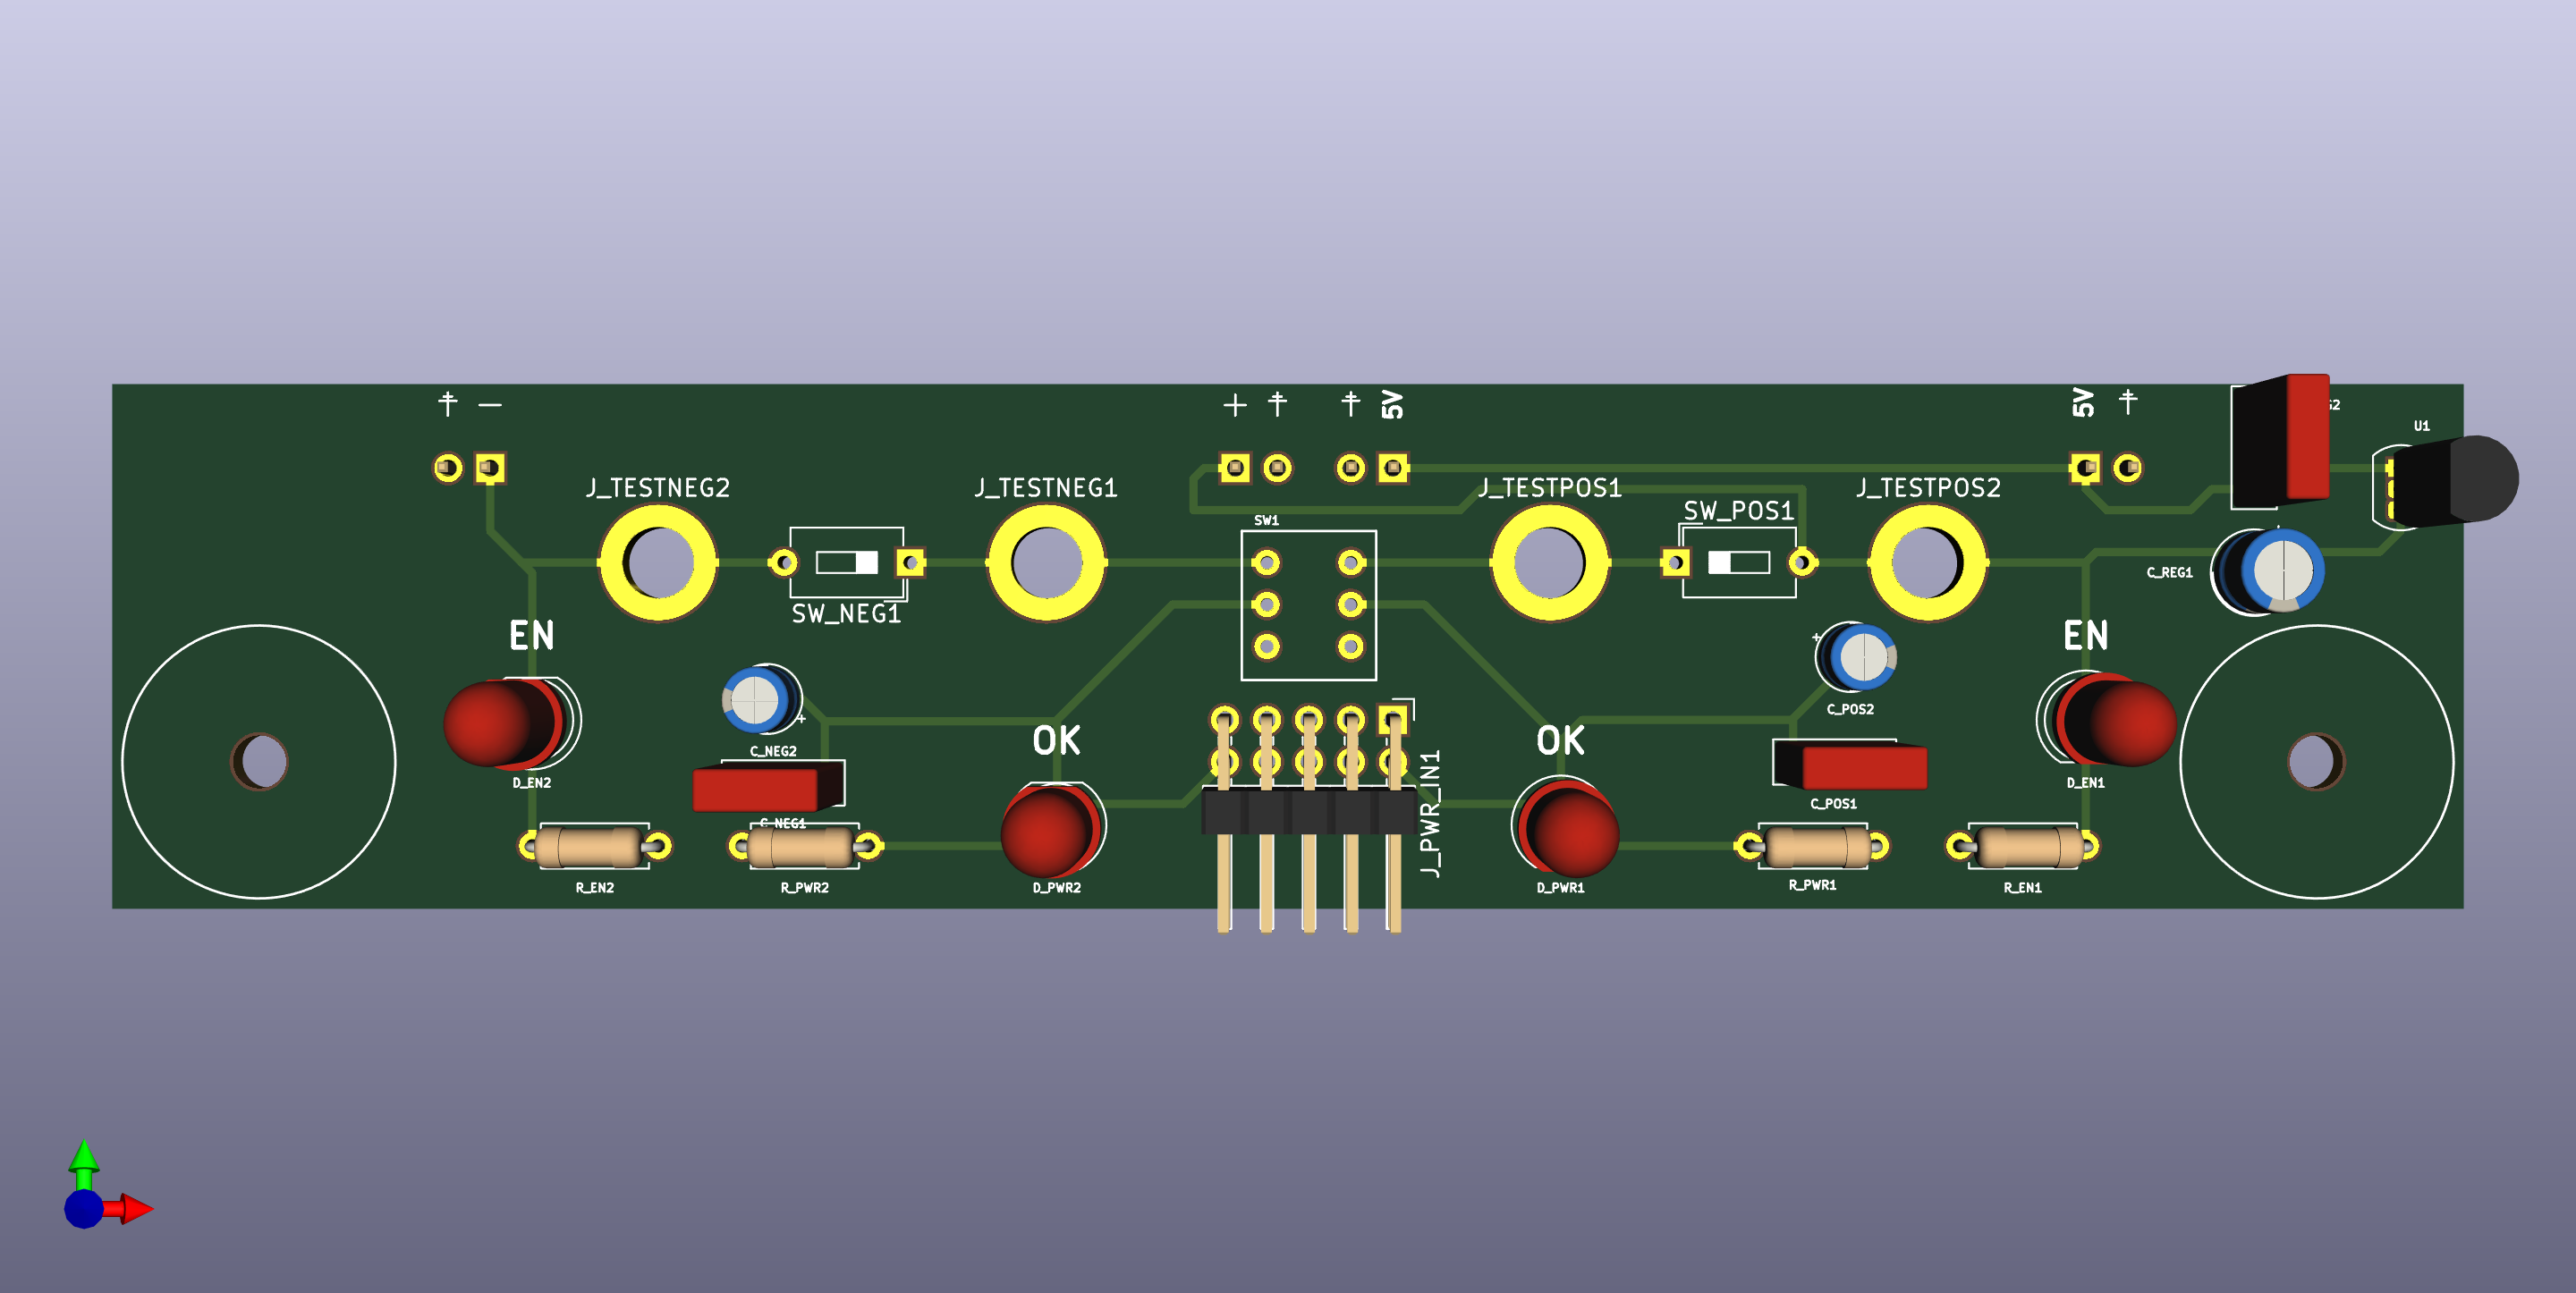 + 5V 5V
U1
J_TESTNEG2 J_TESTNEG1 J_TESTPOS1 J_TESTPOS2
SW_POS1
SW1
C_REG1
SW_NEG1
EN EN
+
C_POS2
+
OK OK
C_NEG2
D_EN2 D_EN1
J_PWR_IN1
C_POS1
C_NEG1
R_EN2 R_PWR2 D_PWR2 D_PWR1 R_PWR1 R_EN1